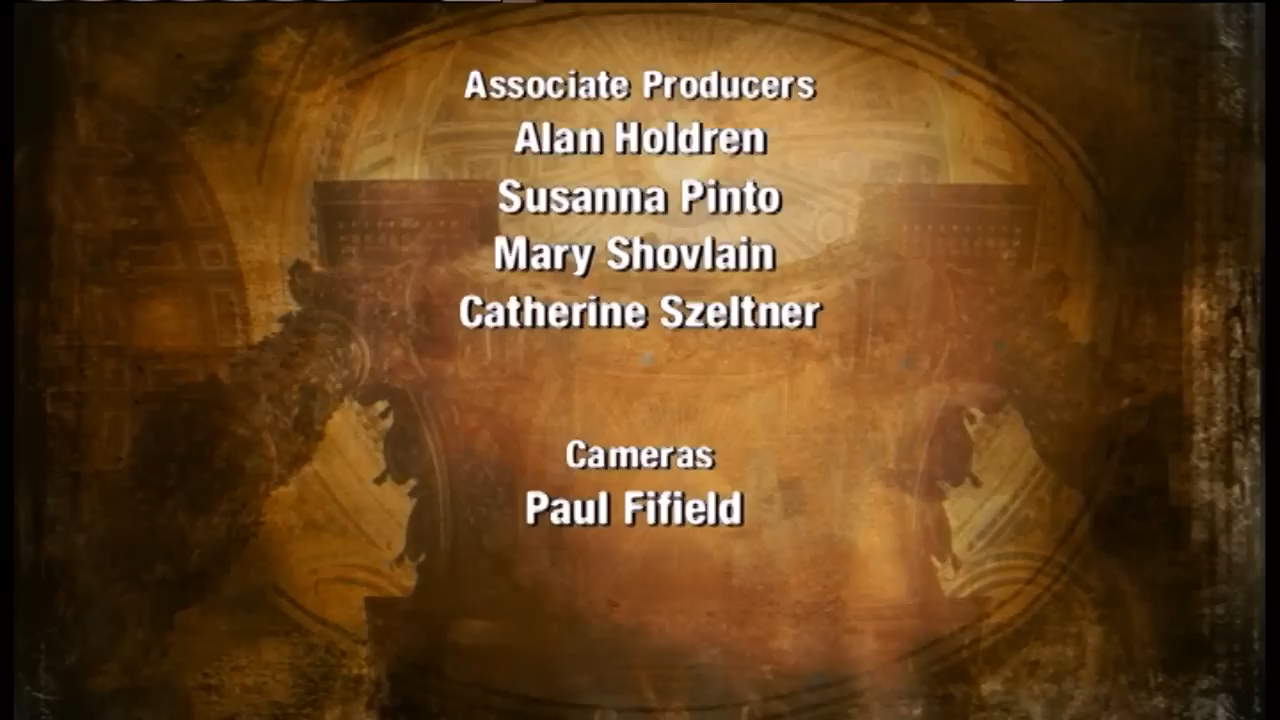 Associate Producers
Alan Holdren
Susanna Pinto
Mary Shovlain
Catherine Szeltner
Cameras
Paul Fifield